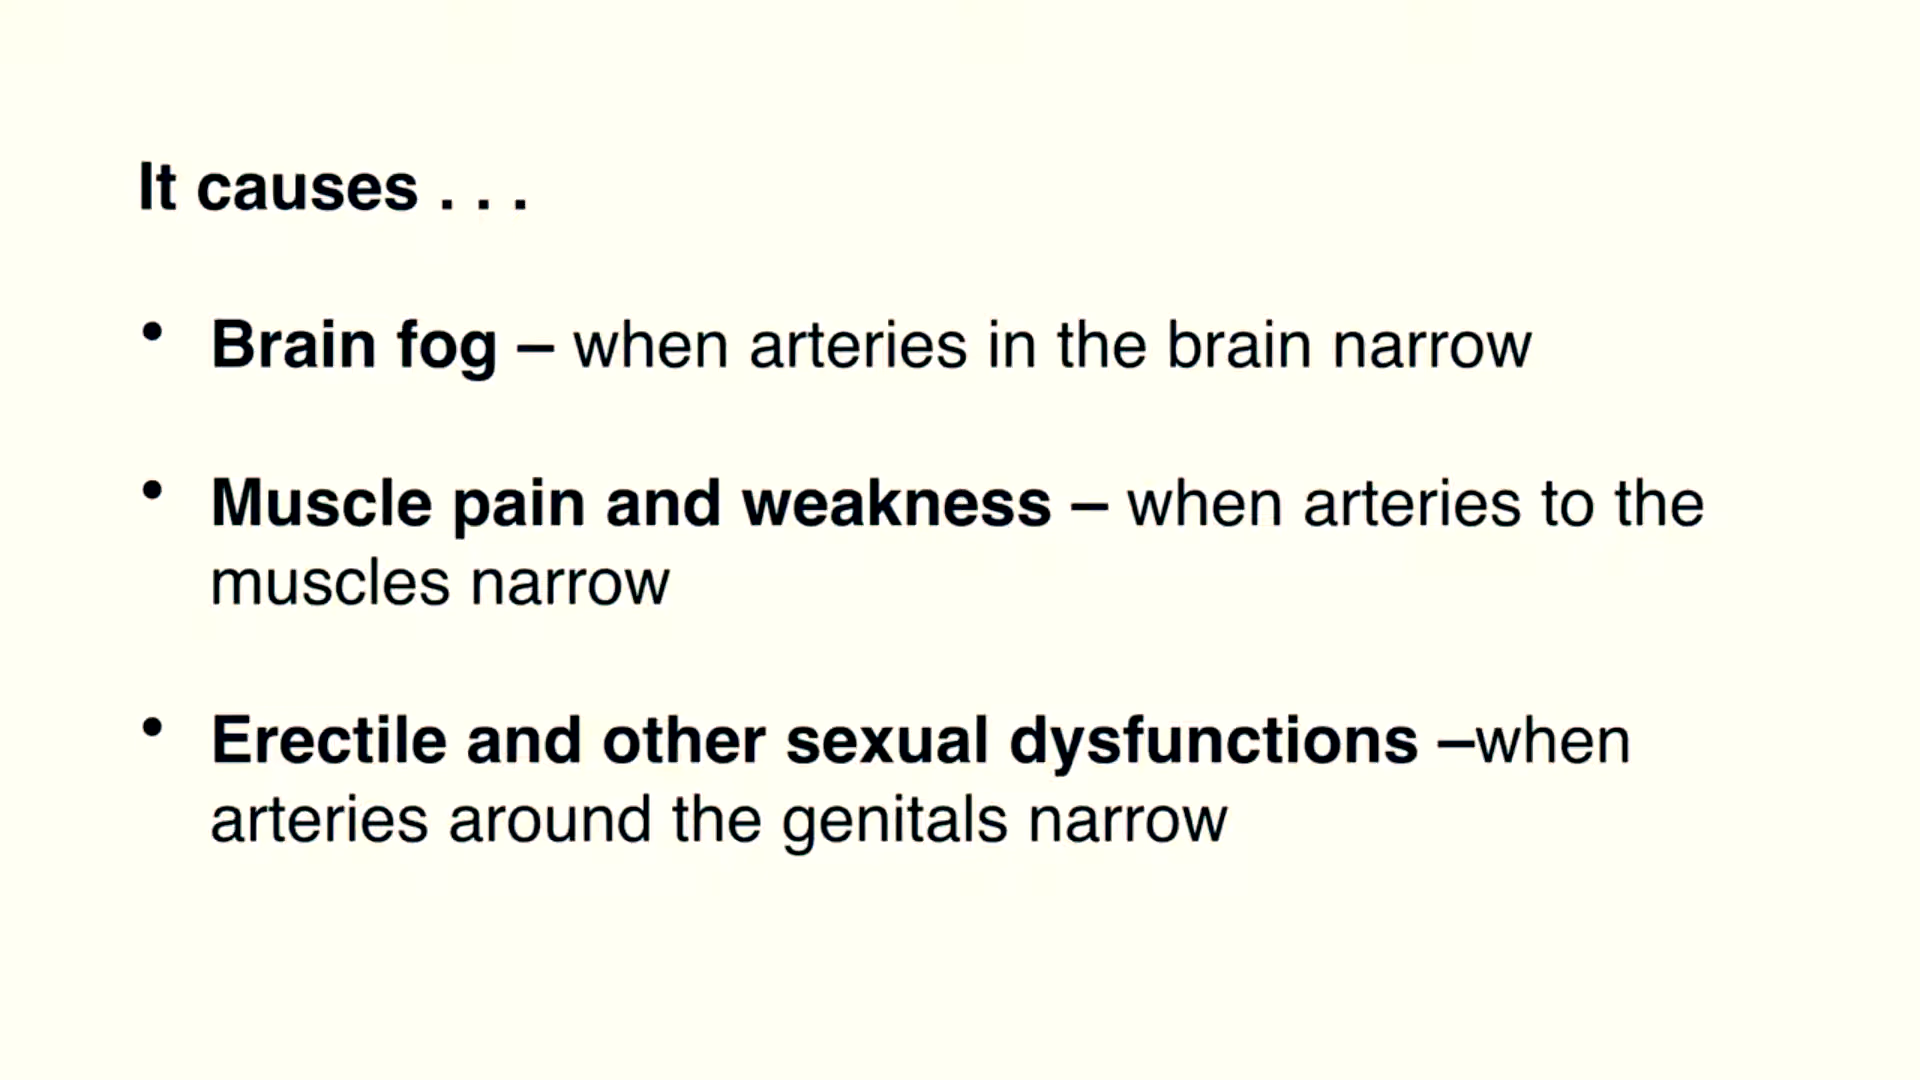 It causes . . .
• Brain fog – when arteries in the brain narrow
• Muscle pain and weakness – when arteries to the
muscles narrow
• Erectile and other sexual dysfunctions –when
arteries around the genitals narrow